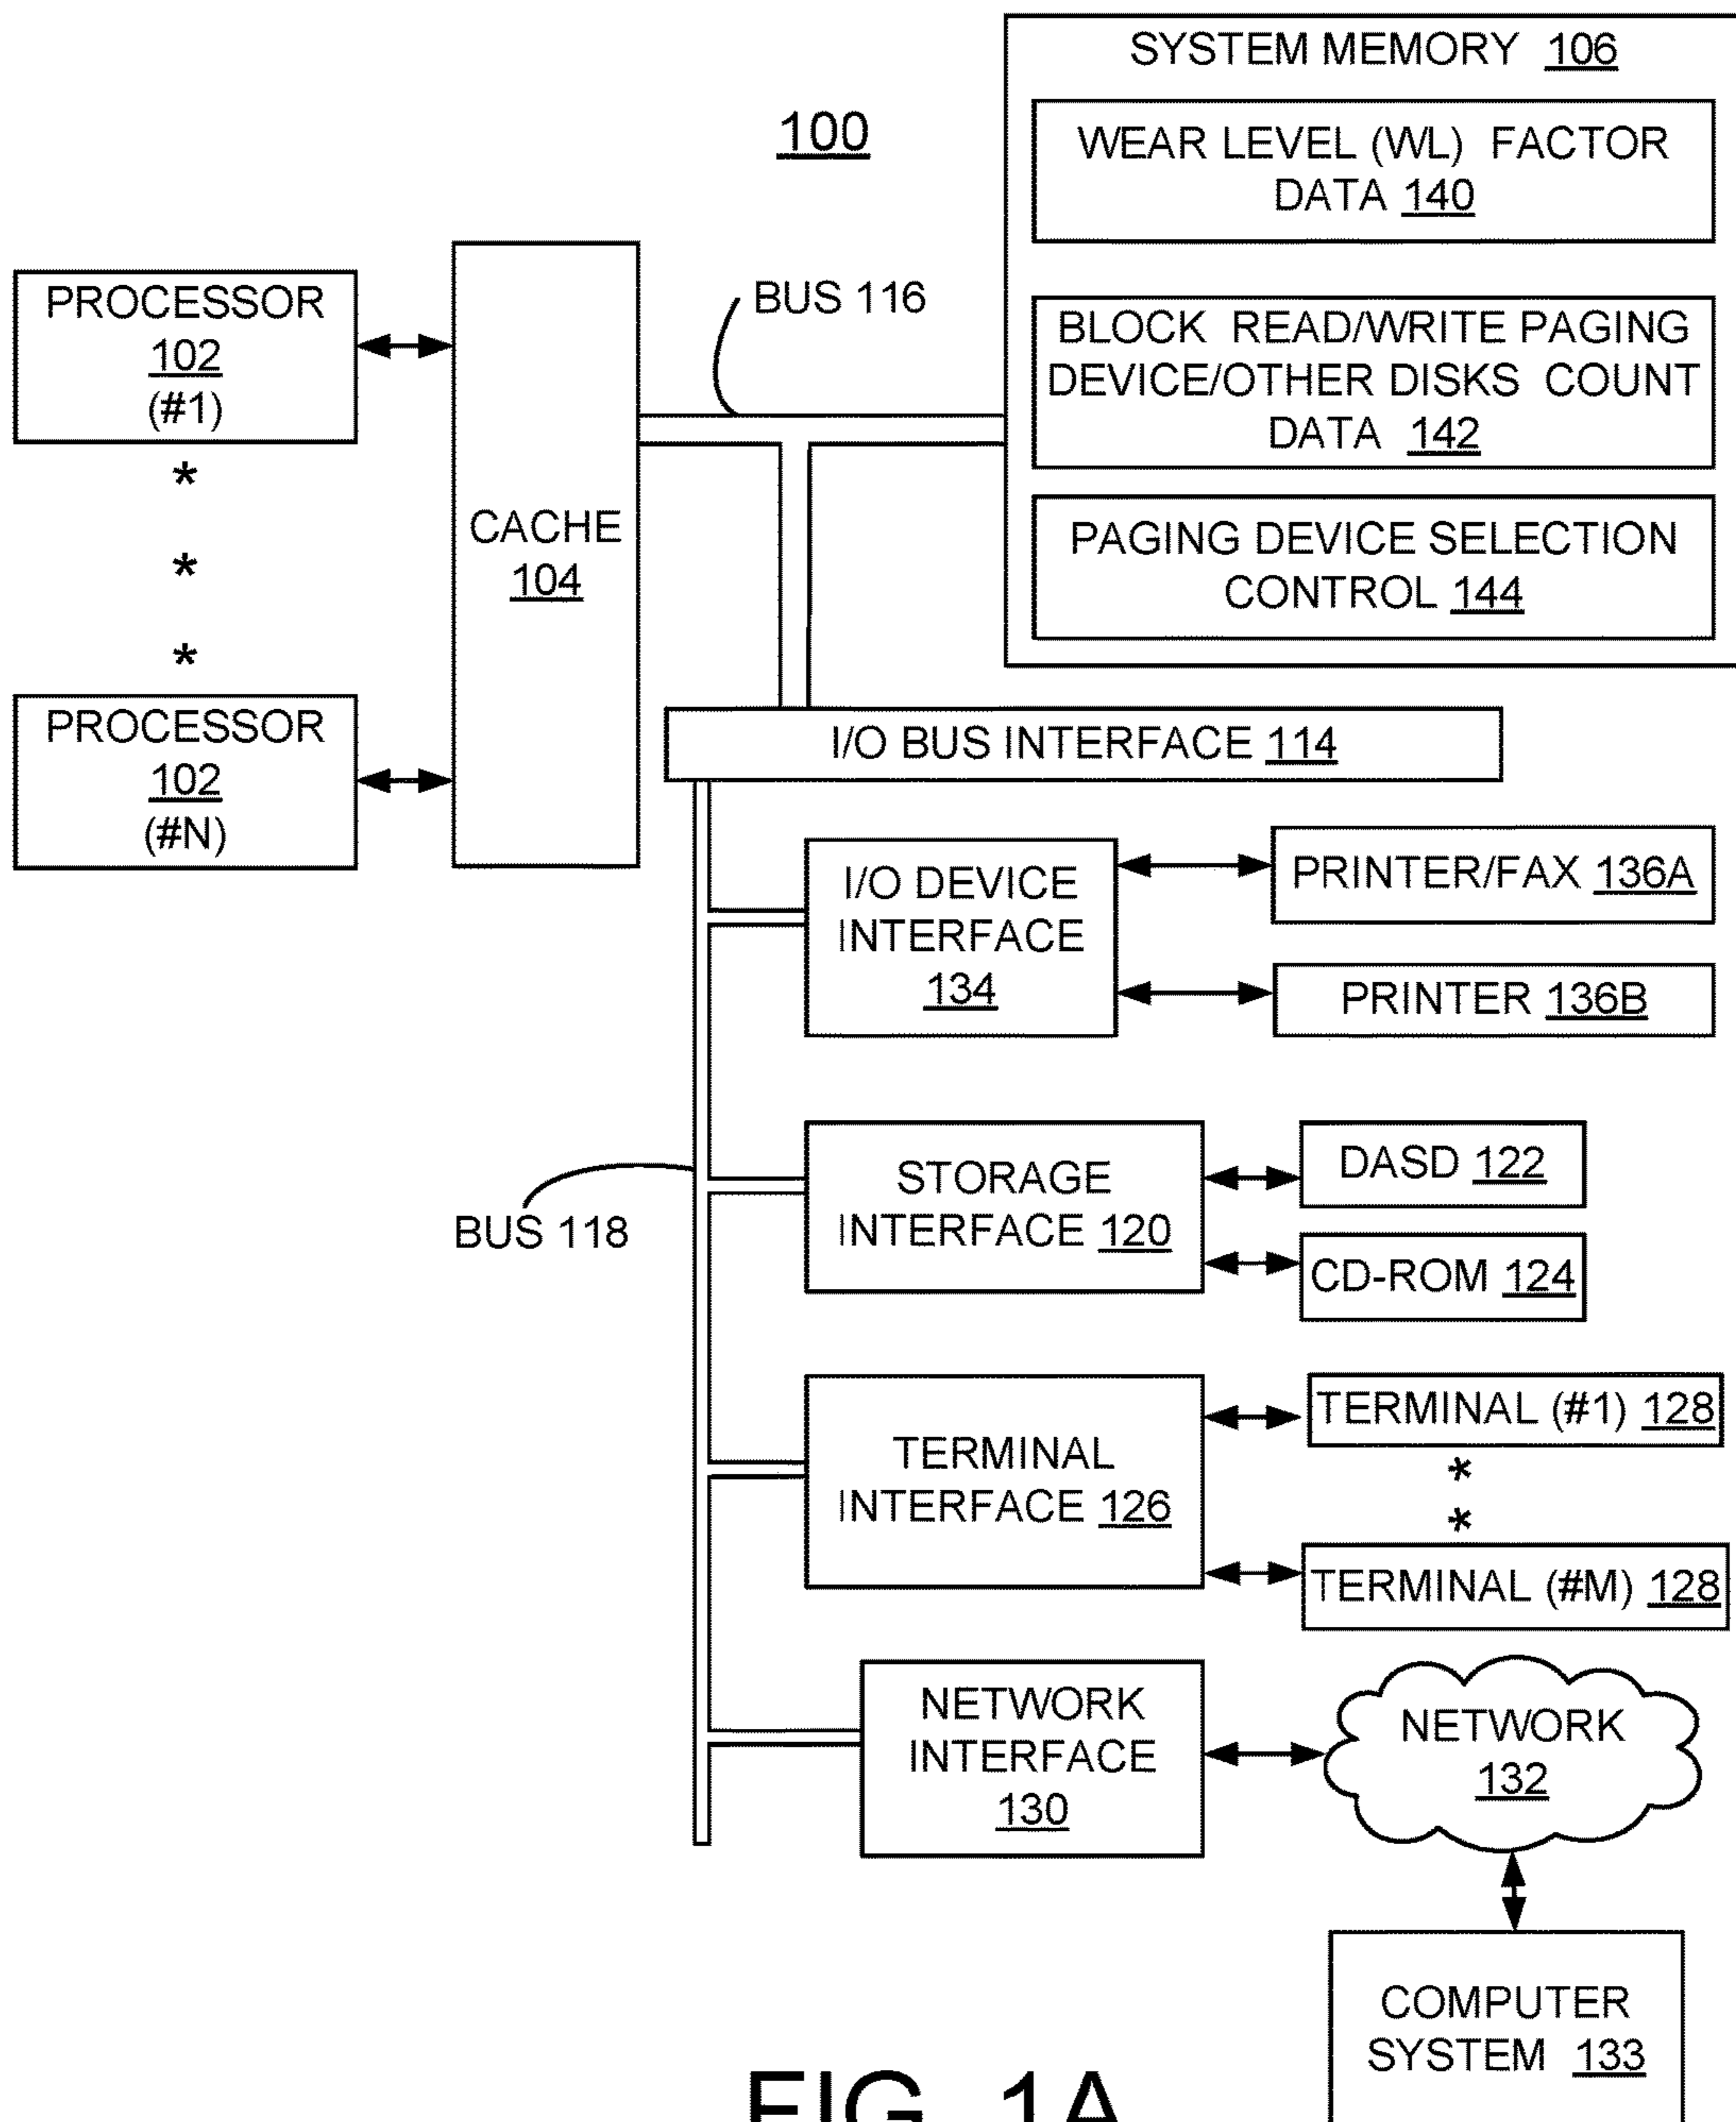 100
SYSTEM MEMORY 106
WEAR LEVEL (WL) FACTOR
DATA 140
BLOCK READ/WRITE PAGING
DEVICE/OTHER DISKS COUNT
DATA 142
PAGING DEVICE SELECTION
CONTROL 144
PROCESSOR
102
(#1)
*
*
*
PROCESSOR
102
(#N)
CACHE
104
BUS 116
I/O BUS INTERFACE 114
I/O DEVICE
INTERFACE
134
PRINTER/FAX 136A
PRINTER 136B
BUS 118
STORAGE
INTERFACE 120
DASD 122
CD-ROM 124
TERMINAL
INTERFACE 126
TERMINAL (#1) 128
*
*
TERMINAL (#M) 128
NETWORK
INTERFACE
130
NETWORK
132
COMPUTER
SYSTEM 133
FIG. 1A